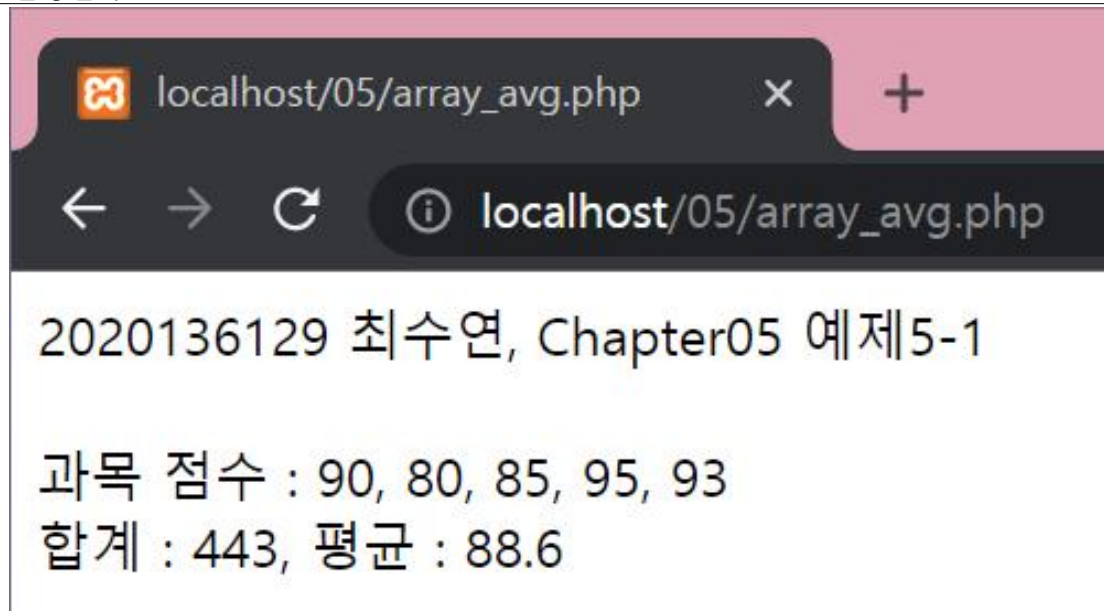 localhost/05/array_avg.php
localhost/05/array_avg.php
2020136129 최수연, Chapter05 예제5-1
과목 점수 : 90, 80, 85, 95, 93
합계 : 443, 평균 : 88.6